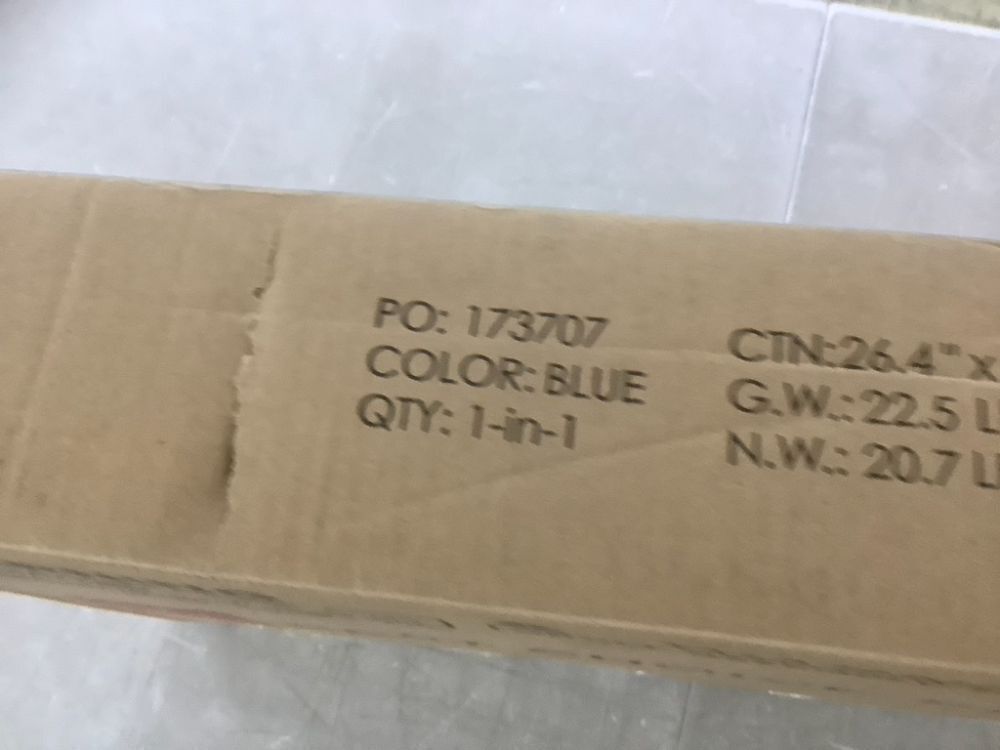 PO: 173707
COLOR: BLUE
QTY: 1-in-1
CTN:26.4" x
G.W.: 22.5 L
N.W.: 20.7 L